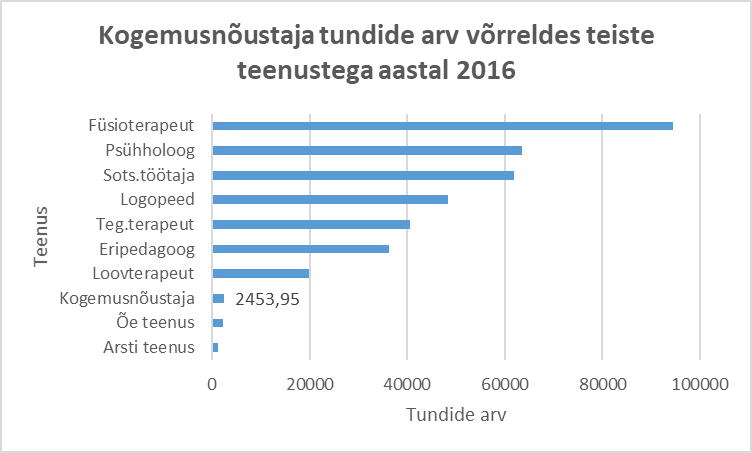 Kogemusnõustaja tundide arv võrreldes teiste
teenustega aastal 2016
Teenus
Füsioterapeut
Psühholoog
Sots.töötaja
Logopeed
Teg.terapeut
Eripedagoog
Loovterapeut
Kogemusnõustaja 2453,95
Õe teenus
Arsti teenus
0 20000 40000 60000 80000 100000
Tundide arv